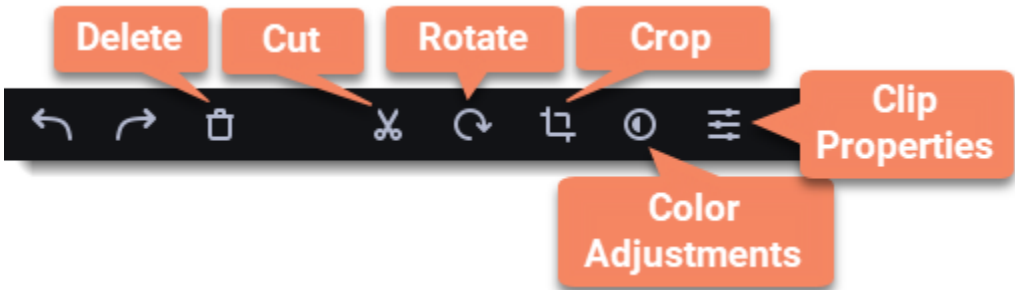 Delete
Cut
Rotate
Crop
Clip
Properties
Color
Adjustments